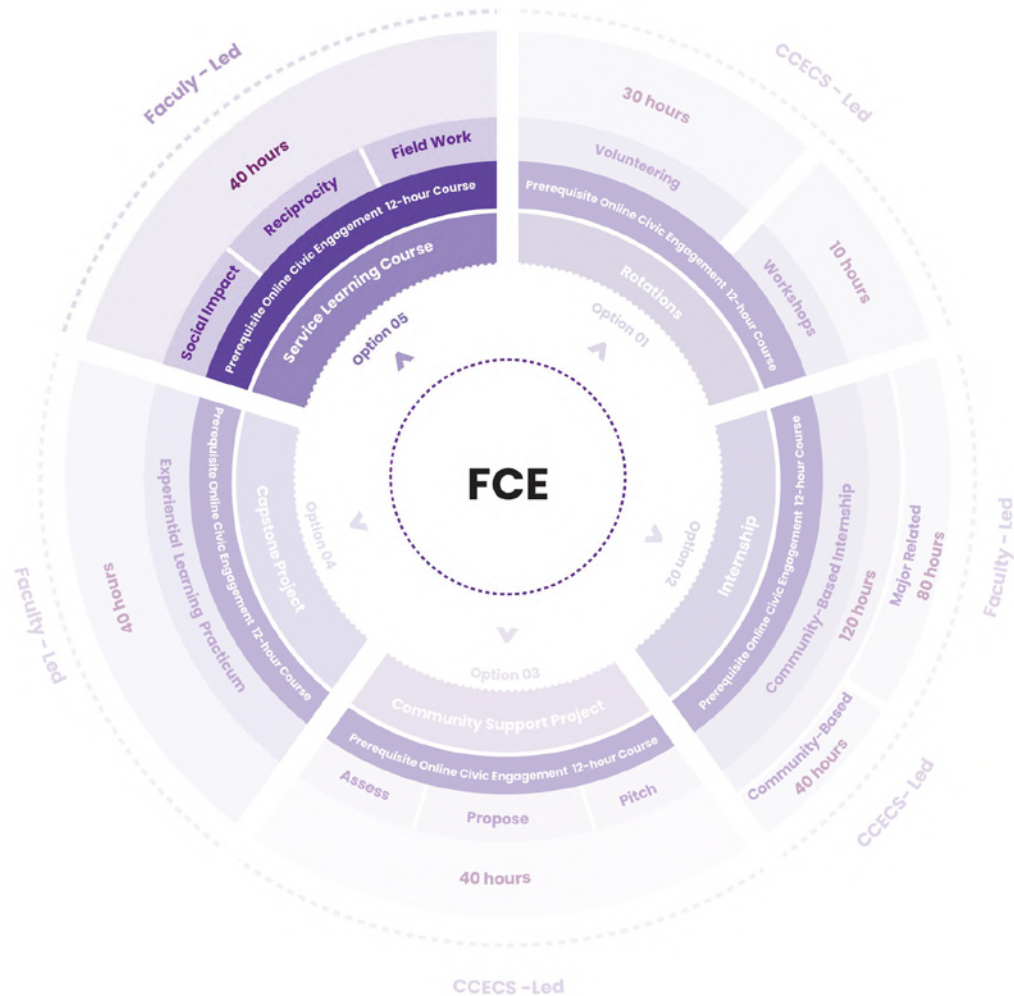 FCE
Option 01
Rotations
Prerequisite Online Civic Engagement 12-hour Course
Volunteering
Workshops
30 hours
10 hours
CCECS - Led
Option 02
Internship
Prerequisite Online Civic Engagement 12-hour Course
Community-Based Internship
120 hours
Major Related
80 hours
Community-Based
40 hours
Faculty - Led
CCECS- Led
Option 03
Community Support Project
Prerequisite Online Civic Engagement 12-hour Course
Assess
Propose
Pitch
40 hours
CCECS -Led
Option 04
Capstone Project
Prerequisite Online Civic Engagement 12-hour Course
Experiential Learning Practicum
40 hours
Faculty-Led
Option 05
Service Learning Course
Prerequisite Online Civic Engagement 12-hour Course
Social Impact
Reciprocity
Field Work
40 hours
Faculy - Led